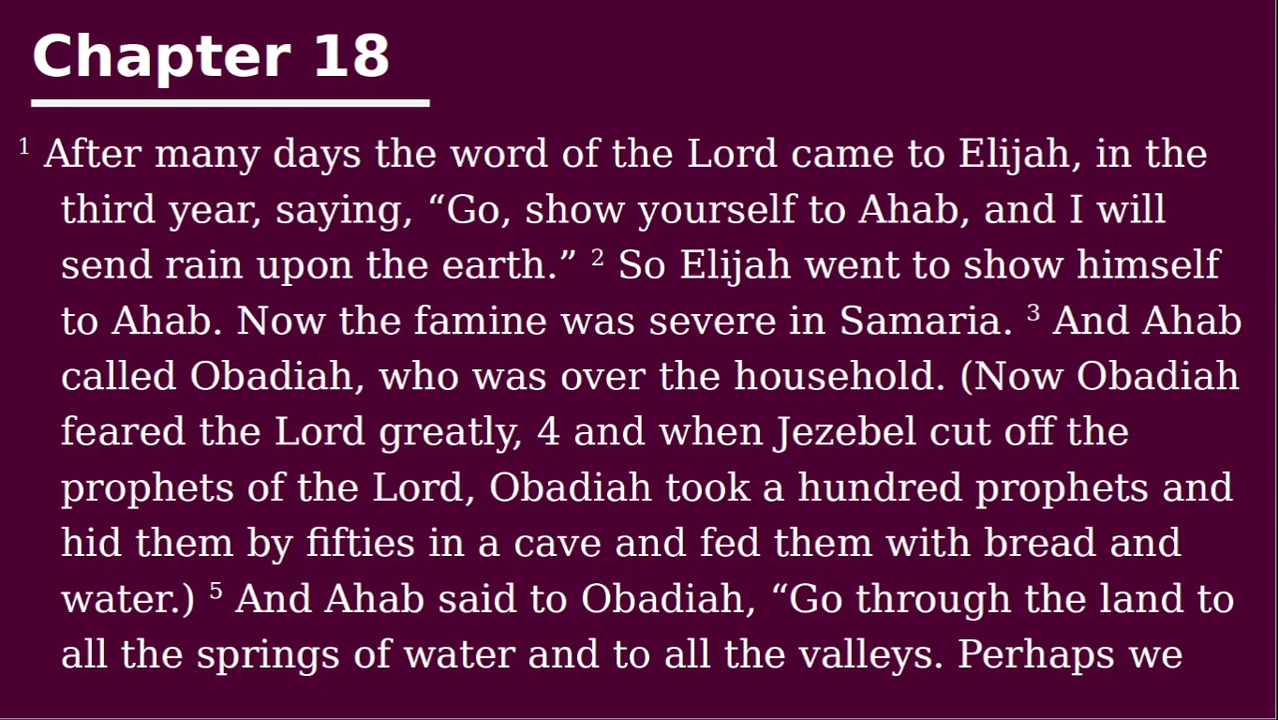 Chapter 18
1 After many days the word of the Lord came to Elijah, in the
third year, saying, “Go, show yourself to Ahab, and I will
send rain upon the earth.” 2 So Elijah went to show himself
to Ahab. Now the famine was severe in Samaria. 3 And Ahab
called Obadiah, who was over the household. (Now Obadiah
feared the Lord greatly, 4 and when Jezebel cut off the
prophets of the Lord, Obadiah took a hundred prophets and
hid them by fifties in a cave and fed them with bread and
water.) 5 And Ahab said to Obadiah, “Go through the land to
all the springs of water and to all the valleys. Perhaps we